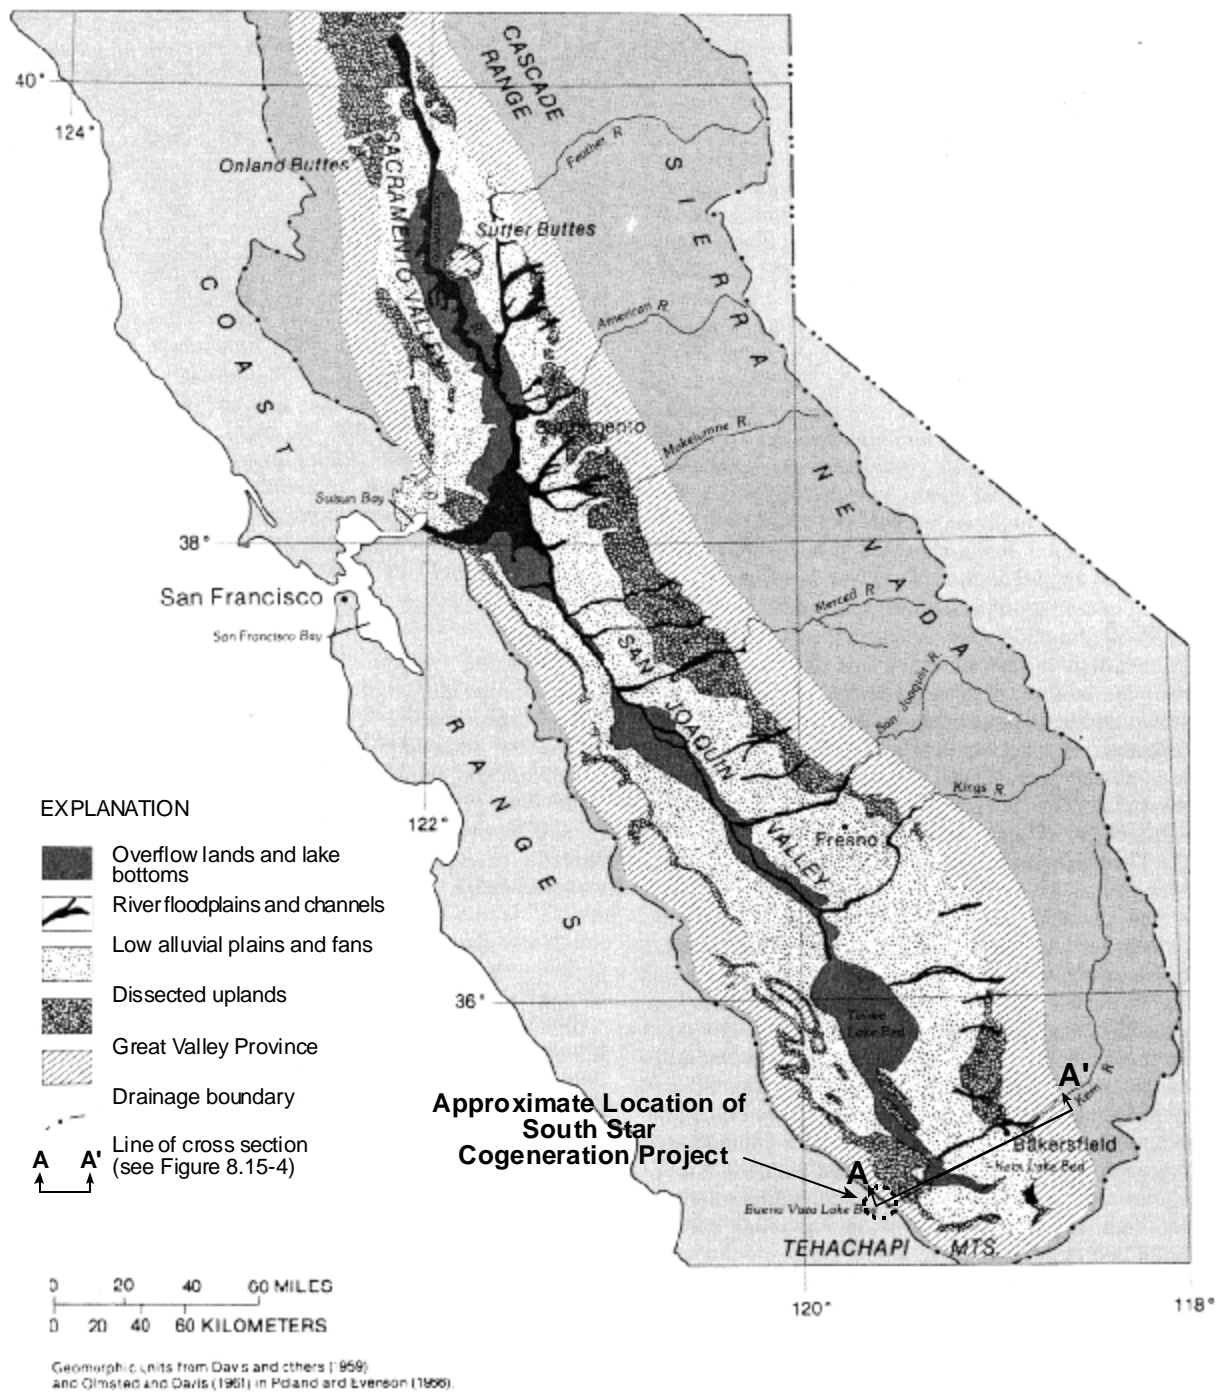 40°
124°
CASCADE
RANGE
Feather R.
Orland Buttes
SACRAMENTO VALLEY
Sutter Buttes
SIERRA NEVADA
American R.
COAST RANGES
Sacramento
Mokelumne R.
Suisun Bay
38°
San Francisco
San Francisco Bay
Merced R.
SAN JOAQUIN VALLEY
San Joaquin R.
Kings R.
Fresno
122°
EXPLANATION
Overflow lands and lake
bottoms
River floodplains and channels
Low alluvial plains and fans
Dissected uplands
Great Valley Province
Drainage boundary
Line of cross section
(see Figure 8.15-4)
A A'
36°
Tulare
Lake Bed
A'
Kern R
Approximate Location of
South Star
Cogeneration Project
Bakersfield
Kern Lake Bed
A
Buena Vista Lake Bed
TEHACHAPI MTS.
120°
118°
0 20 40 60 MILES
0 20 40 60 KILOMETERS
Geomorphic units from Davis and others (1959)
and Olmsted and Davis (1961) in Poland and Evenson (1966).